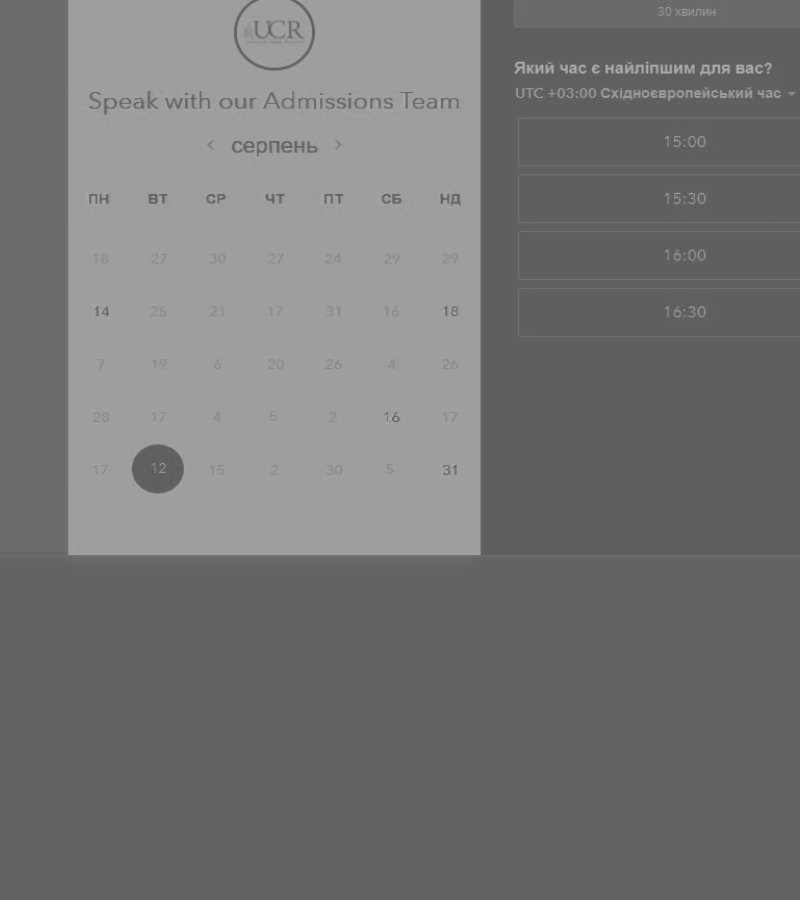 UCR
Speak with our Admissions Team
серпень
ПН ВТ СР ЧТ ПТ СБ НД
18 27 30 27 24 29 29
14 25 21 17 31 16 18
7 19 6 20 26 4 26
28 17 4 5 2 16 17
17 12 15 2 30 5 31
30 хвилин
Який час є найліпшим для вас?
UTC +03:00 Східноєвропейський час
15:00
15:30
16:00
16:30